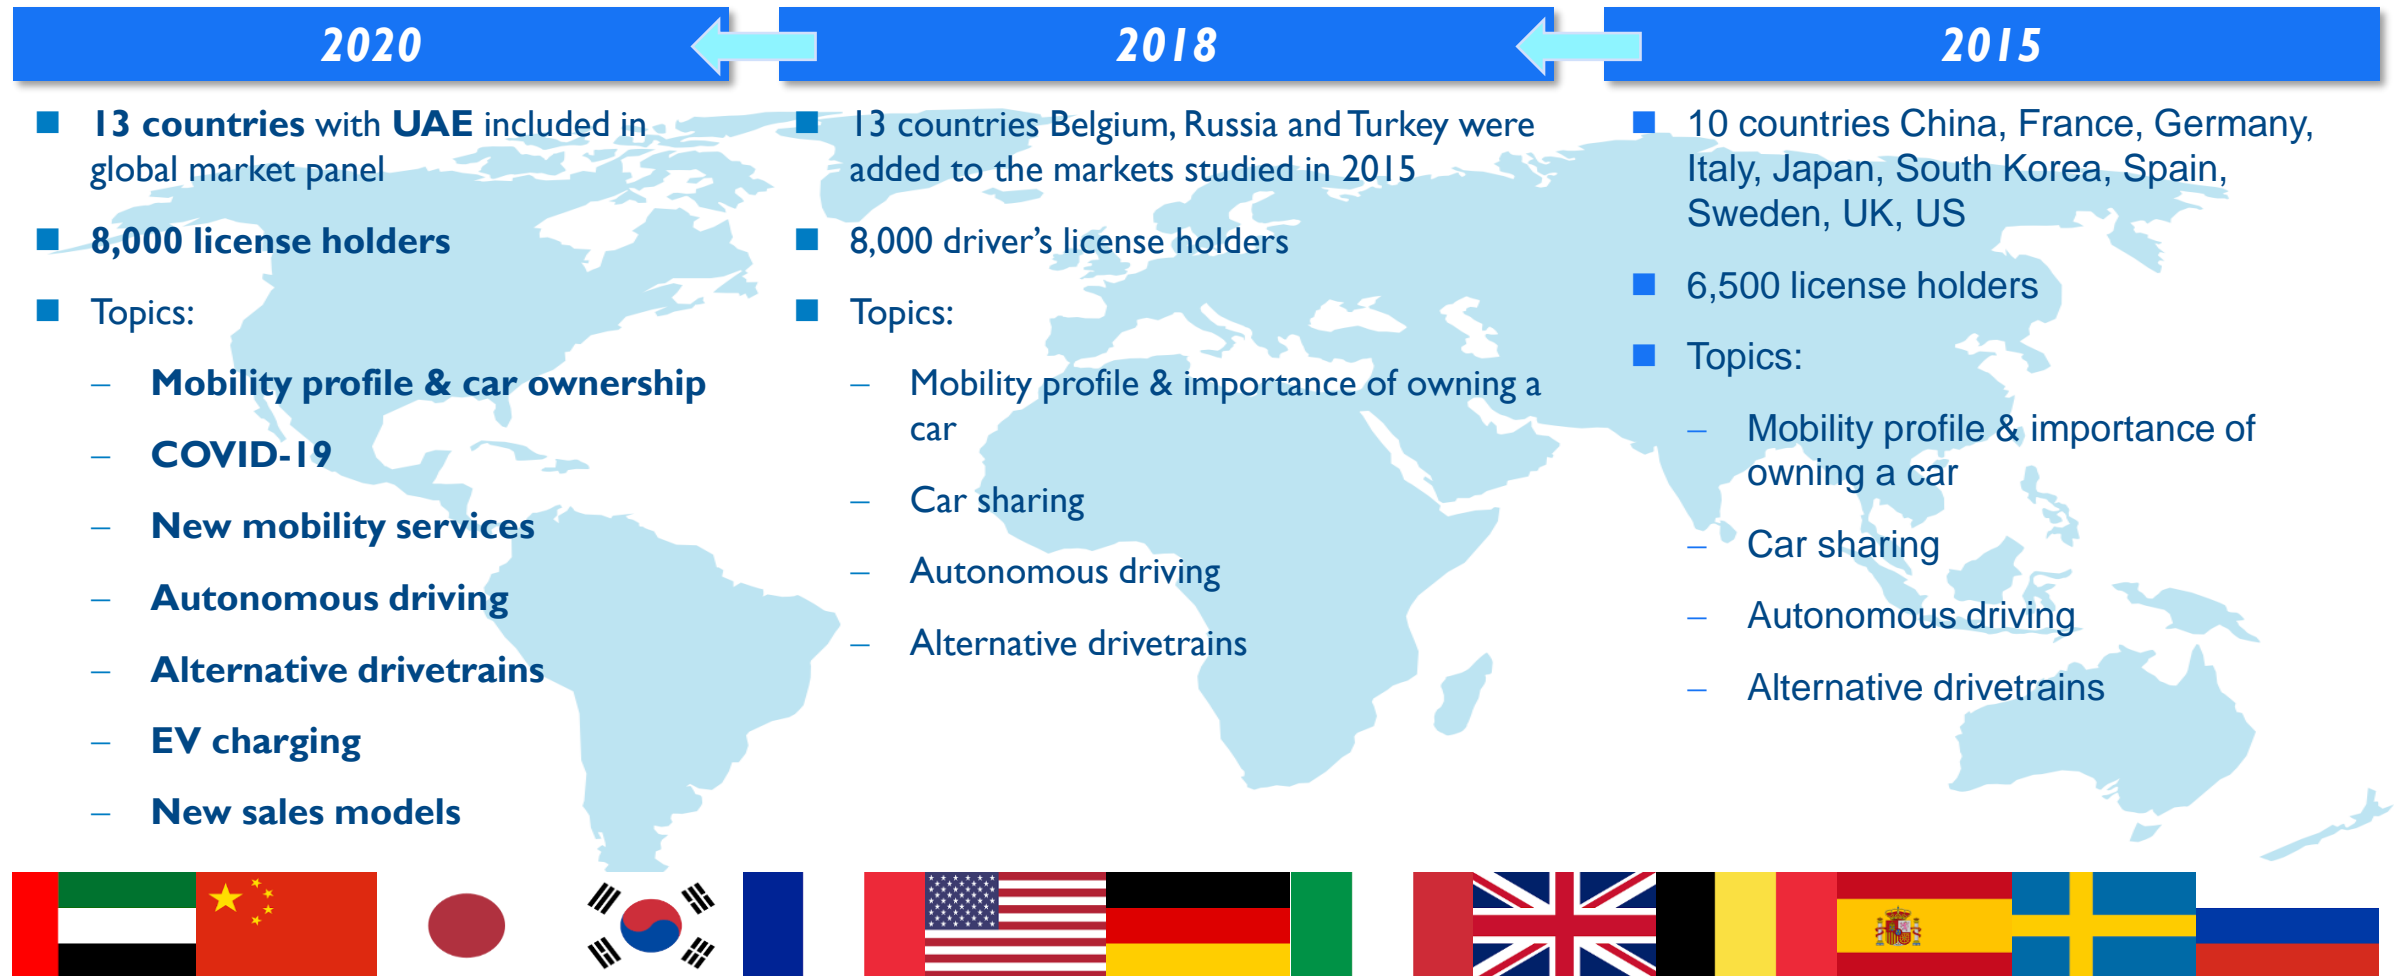 2020
13 countries with UAE included in
global market panel
8,000 license holders
Topics:
– Mobility profile & car ownership
– COVID-19
– New mobility services
– Autonomous driving
– Alternative drivetrains
– EV charging
– New sales models
2018
13 countries Belgium, Russia and Turkey were
added to the markets studied in 2015
8,000 driver’s license holders
Topics:
– Mobility profile & importance of owning a
car
– Car sharing
– Autonomous driving
– Alternative drivetrains
2015
10 countries China, France, Germany,
Italy, Japan, South Korea, Spain,
Sweden, UK, US
6,500 license holders
Topics:
– Mobility profile & importance of
owning a car
– Car sharing
– Autonomous driving
– Alternative drivetrains